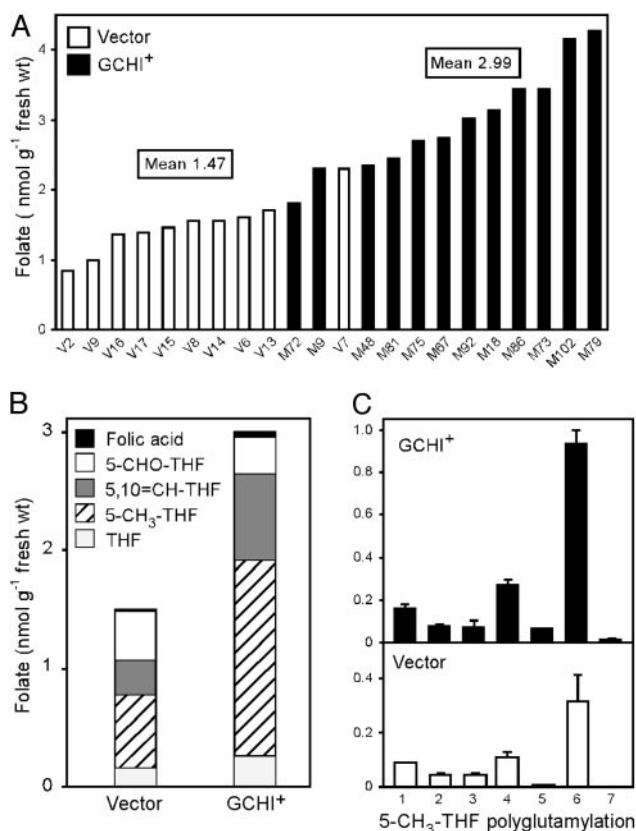 A
Vector
GCHI+
Mean 2.99
Mean 1.47
Folate ( nmol g-1 fresh wt)
4
3
2
1
0
V2 V9 V16 V17 V15 V8 V14 V6 V13 M72 M9 V7 M48 M81 M75 M67 M92 M18 M86 M73 M102 M79
B
Folic acid
5-CHO-THF
5,10=CH-THF
5-CH3-THF
THF
Folate (nmol g-1 fresh wt)
3
2
1
0
Vector GCHI+
C
GCHI+
1.0
0.8
0.6
0.4
0.2
0
Vector
0.4
0.2
0
1 2 3 4 5 6 7
5-CH3-THF polyglutamylation